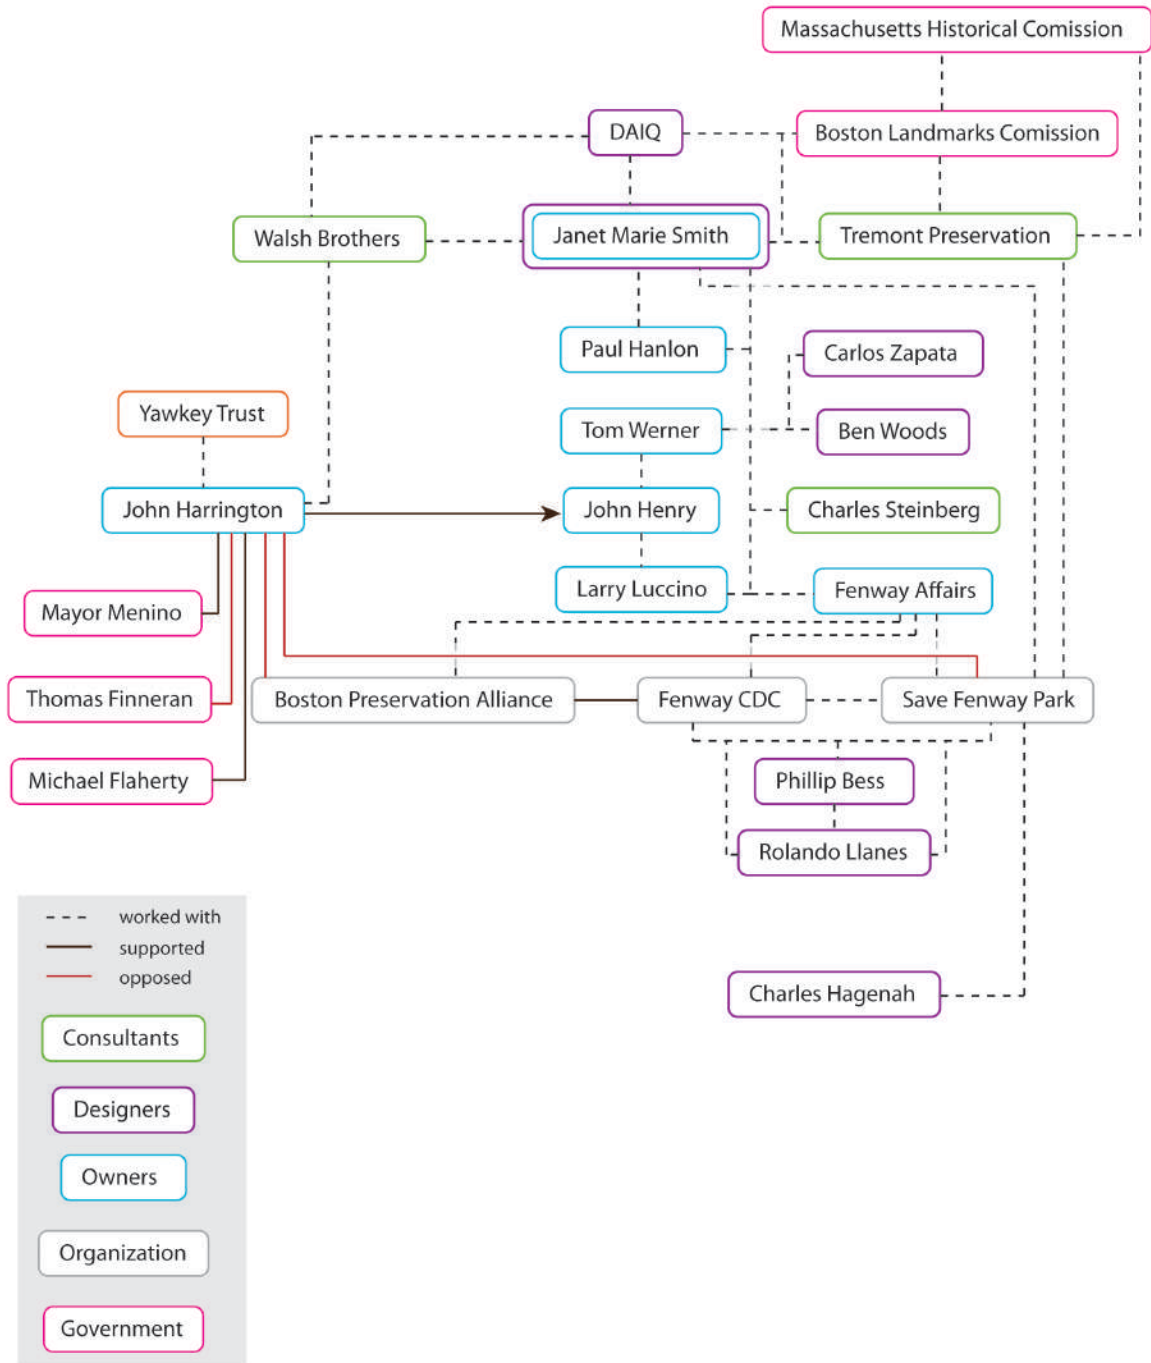 Massachusetts Historical Comission
DAIQ
Boston Landmarks Comission
Walsh Brothers
Janet Marie Smith
Tremont Preservation
Paul Hanlon
Carlos Zapata
Yawkey Trust
Tom Werner
Ben Woods
John Harrington
John Henry
Charles Steinberg
Larry Luccino
Fenway Affairs
Mayor Menino
Thomas Finneran
Boston Preservation Alliance
Fenway CDC
Save Fenway Park
Michael Flaherty
Phillip Bess
Rolando Llanes
worked with
supported
opposed
Charles Hagenah
Consultants
Designers
Owners
Organization
Government